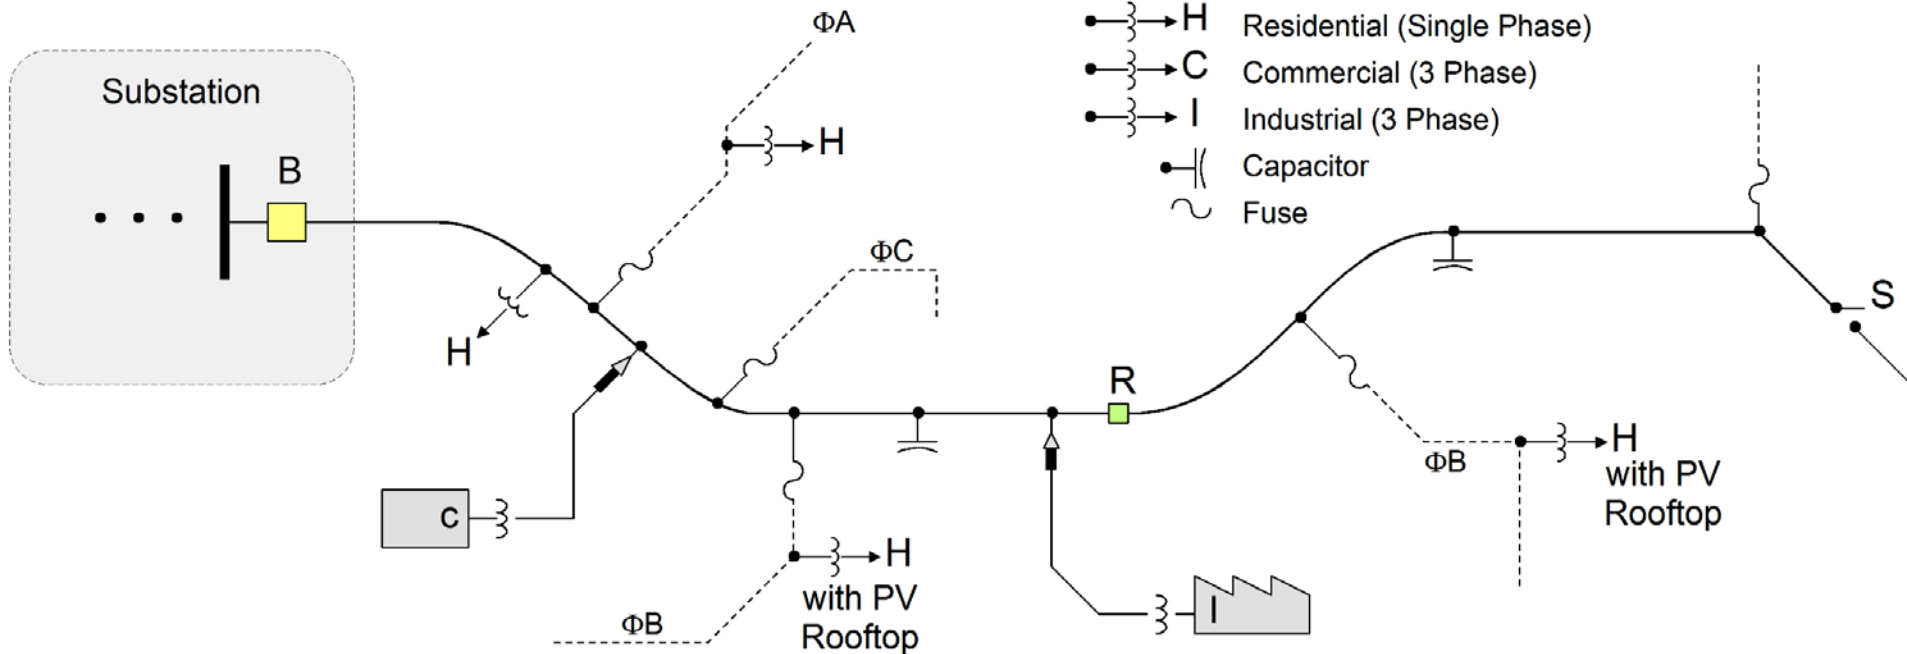 Substation
B
ΦA
H
H
ΦC
C
ΦB
H
with PV
Rooftop
I
R
H Residential (Single Phase)
C Commercial (3 Phase)
I Industrial (3 Phase)
Capacitor
Fuse
S
ΦB
H
with PV
Rooftop